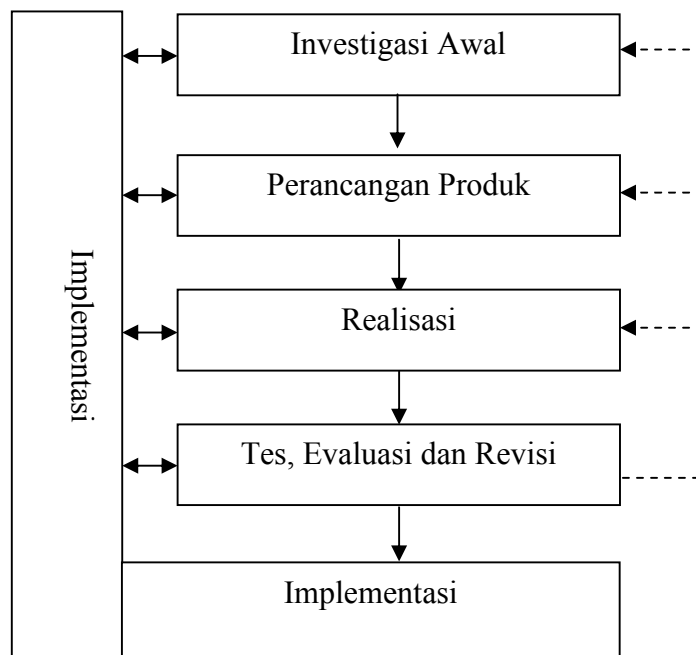 Investigasi Awal
Perancangan Produk
Implementasi
Realisasi
Tes, Evaluasi dan Revisi
Implementasi